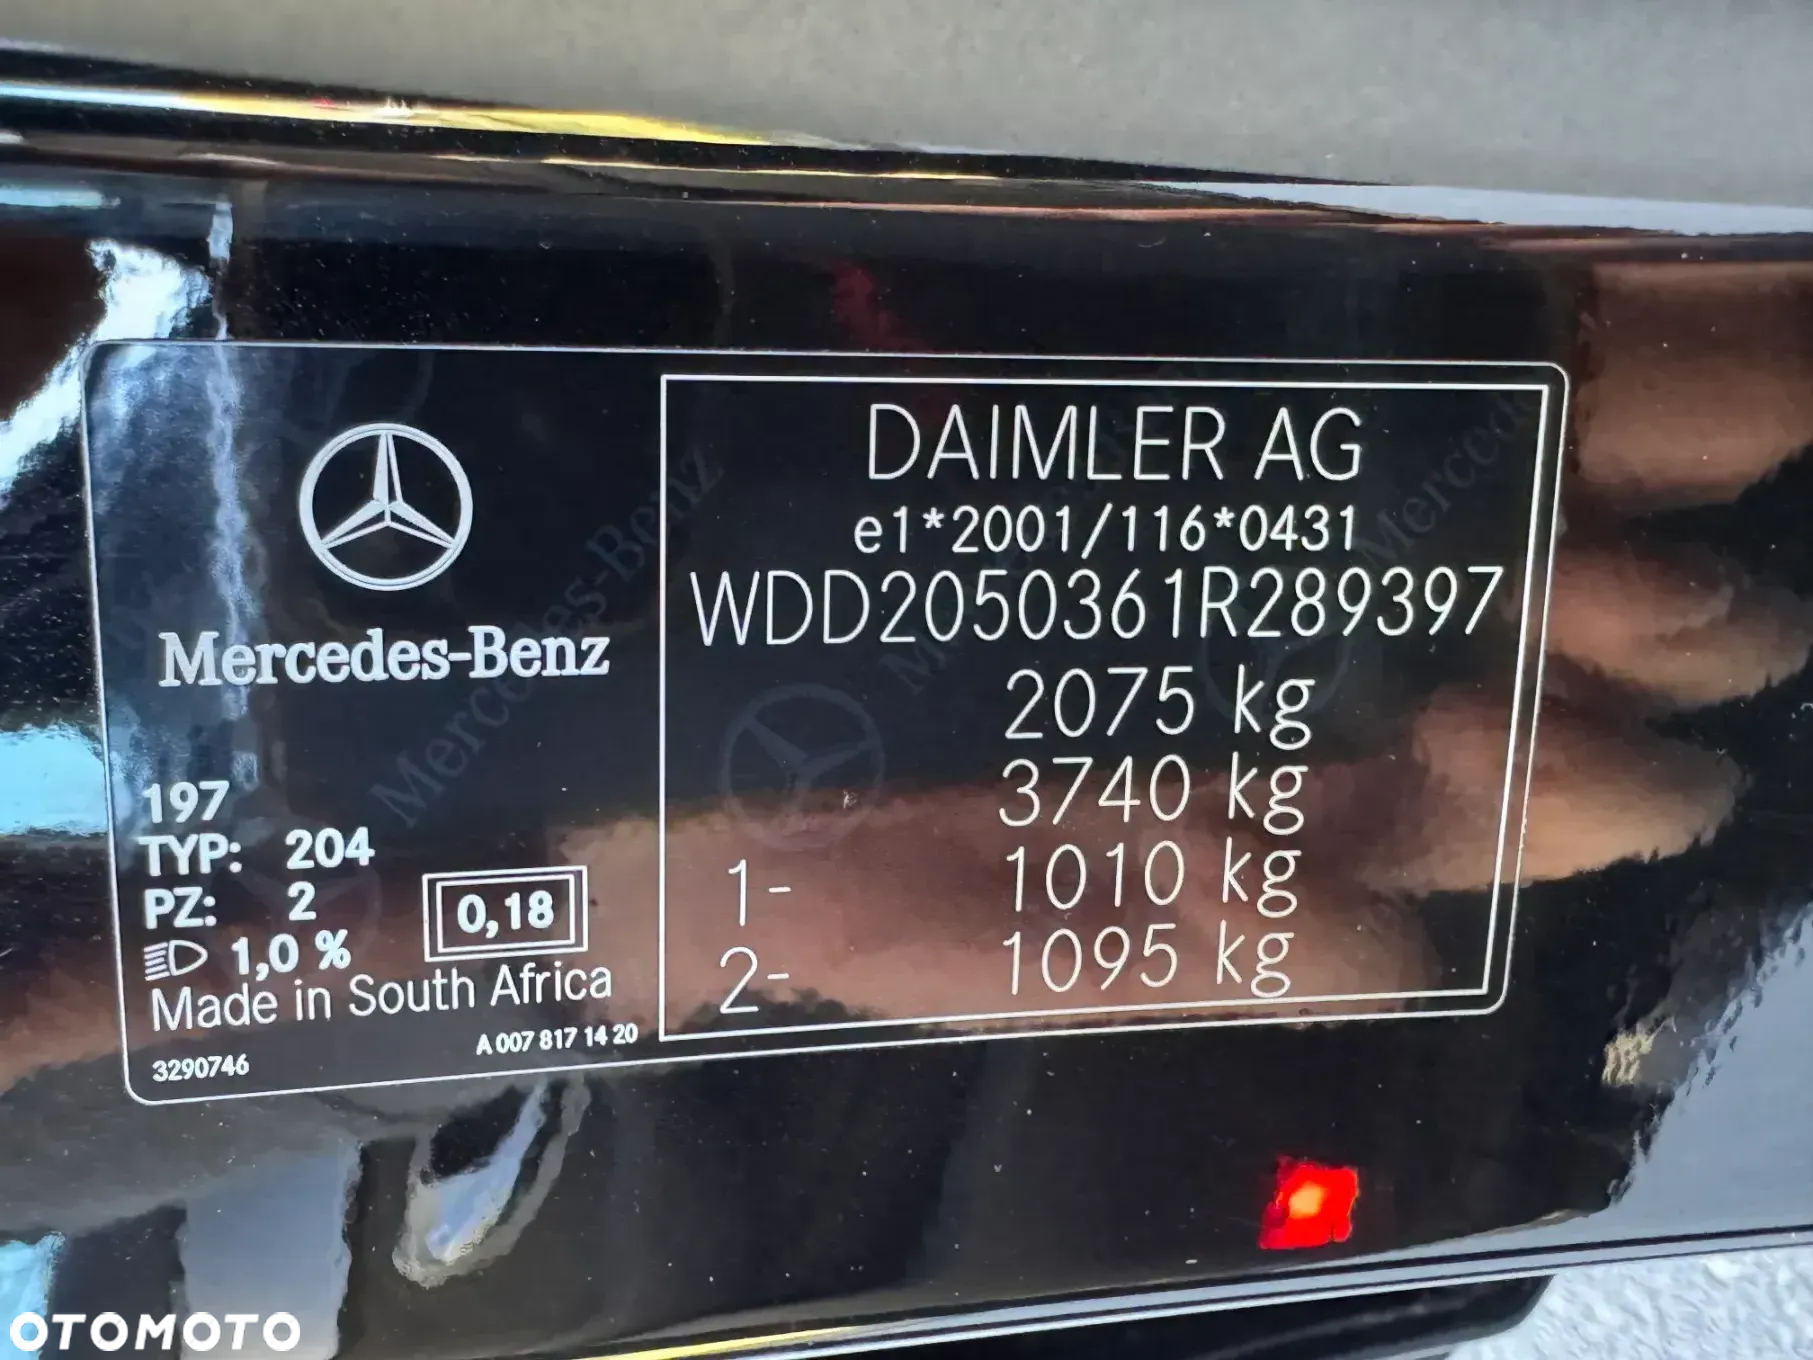 Mercedes-Benz
197
TYP: 204
PZ: 2
1,0 %
0,18
Made in South Africa
A 007 817 14 20
3290746
DAIMLER AG
e1*2001/116*0431
WDD2050361R289397
2075 kg
3740 kg
1- 1010 kg
2- 1095 kg
Mercedes-Benz
OTOMOTO